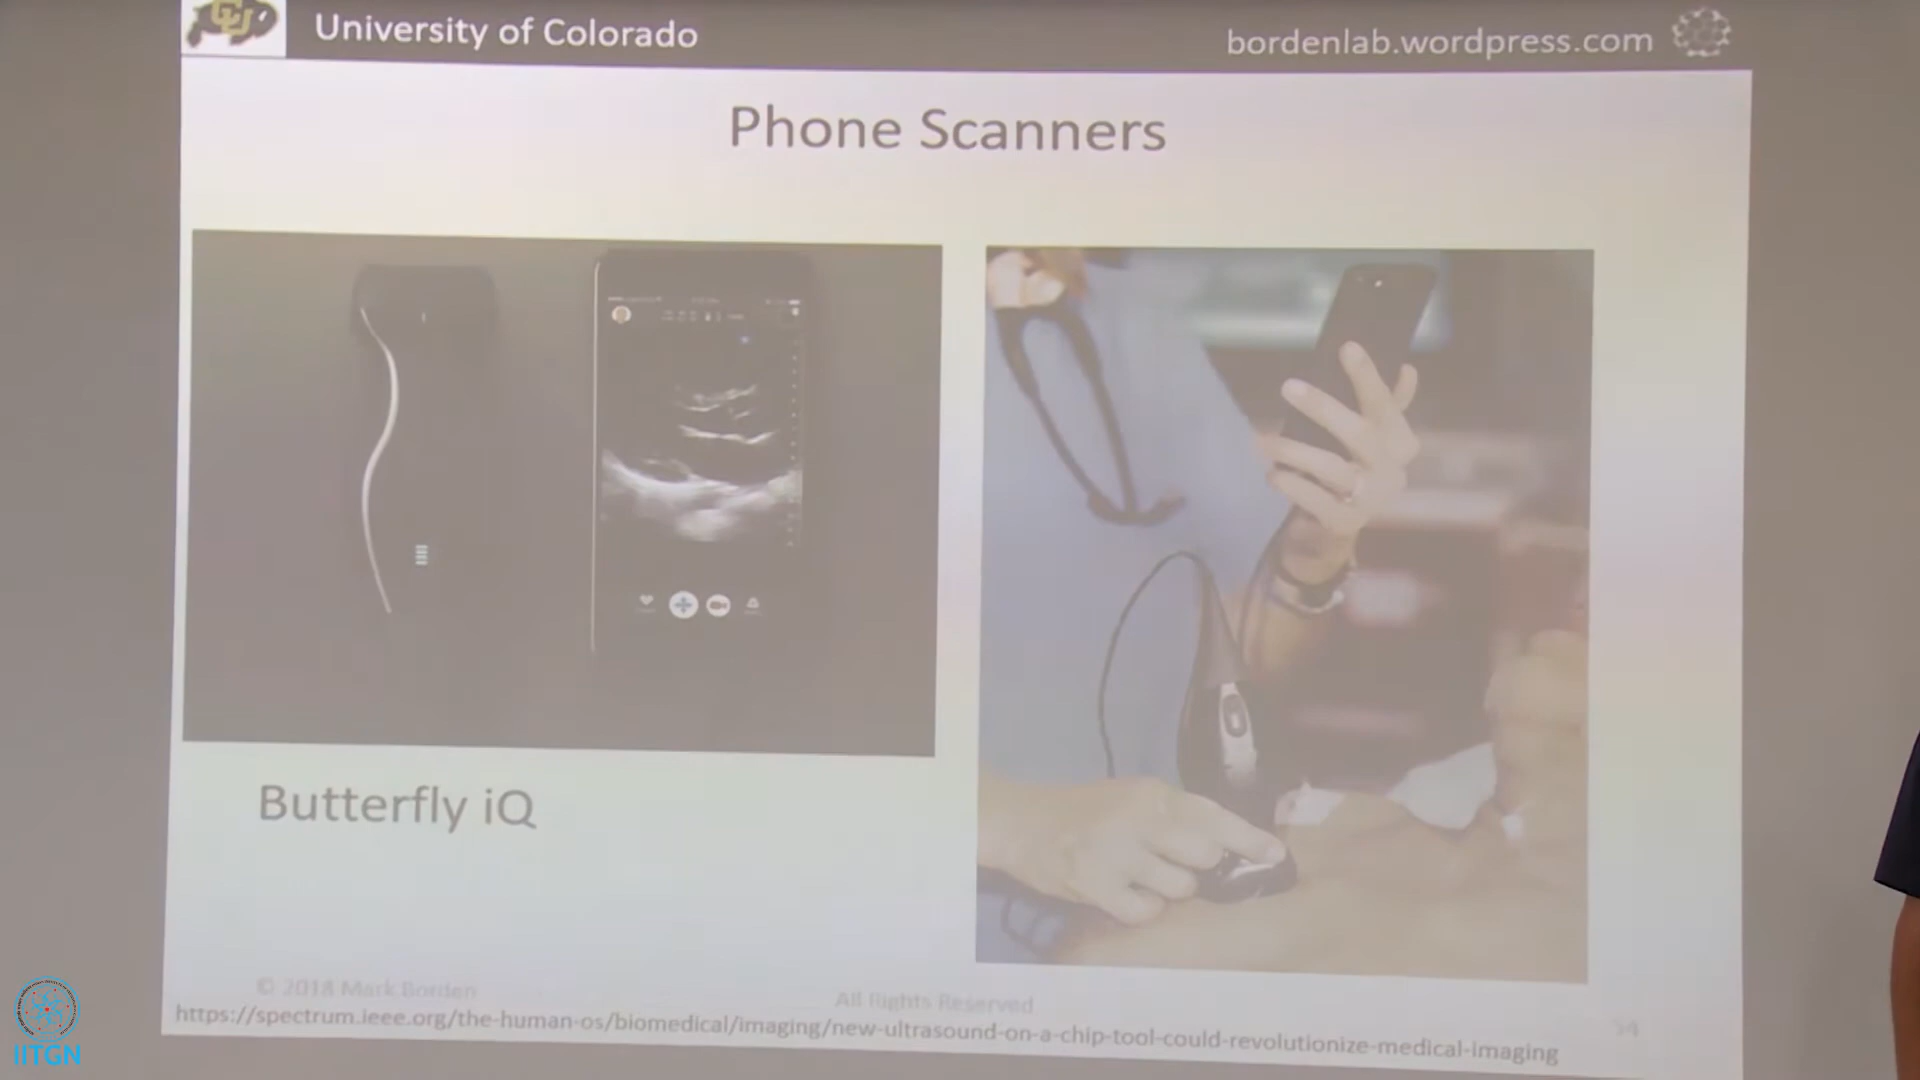 CU
University of Colorado
bordenlab.wordpress.com
Phone Scanners
Butterfly iQ
© 2018 Mark Borden
All Rights Reserved
https://spectrum.ieee.org/the-human-os/biomedical/imaging/new-ultrasound-on-a-chip-tool-could-revolutionize-medical-imaging
IITGN